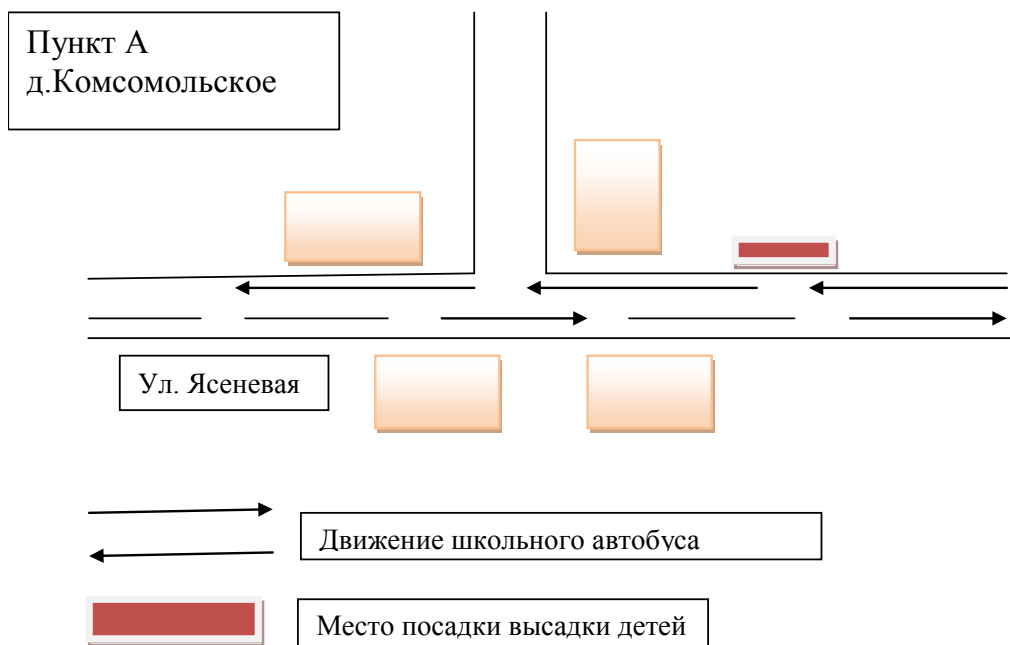 Пункт А
д.Комсомольское
Ул. Ясеневая
Движение школьного автобуса
Место посадки высадки детей